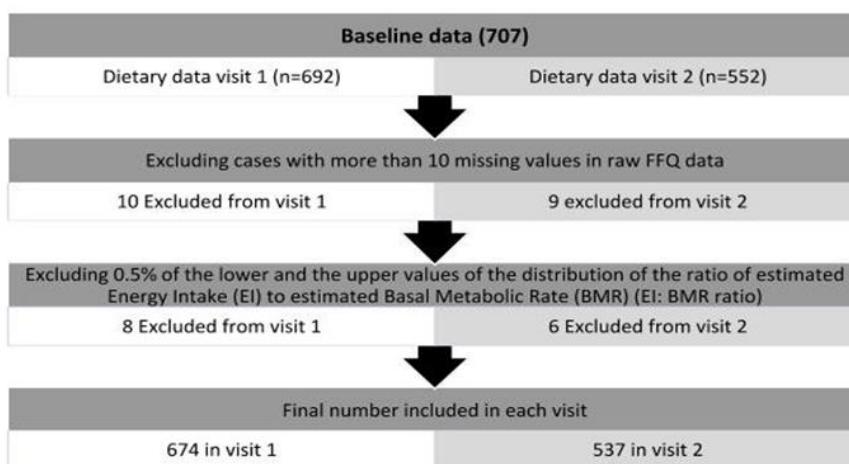 Baseline data (707)
Dietary data visit 1 (n=692)
Dietary data visit 2 (n=552)
Excluding cases with more than 10 missing values in raw FFQ data
10 Excluded from visit 1
9 excluded from visit 2
Excluding 0.5% of the lower and the upper values of the distribution of the ratio of estimated
Energy Intake (EI) to estimated Basal Metabolic Rate (BMR) (EI: BMR ratio)
8 Excluded from visit 1
6 Excluded from visit 2
Final number included in each visit
674 in visit 1
537 in visit 2